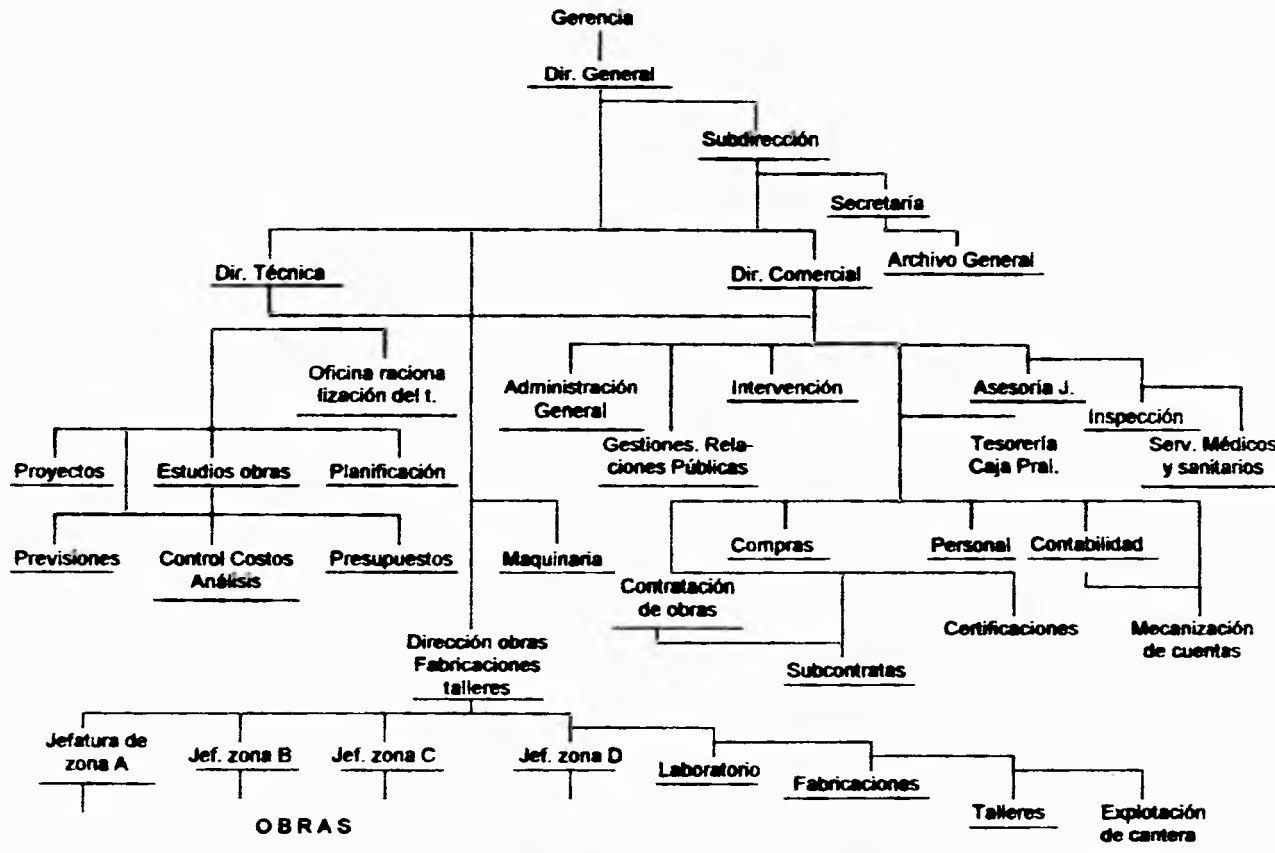 Gerencia
Dir. General
Subdirección
Secretaría
Archivo General
Dir. Técnica
Dir. Comercial
Oficina raciona
lización del t.
Administración
General
Gestiones. Rela-
ciones Públicas
Intervención
Asesoría J.
Inspección
Serv. Médicos
y sanitarios
Tesorería
Caja Pral.
Proyectos
Estudios obras
Planificación
Previsiones
Control Costos
Análisis
Presupuestos
Maquinaria
Compras
Personal
Contabilidad
Contratación
de obras
Certificaciones
Mecanización
de cuentas
Subcontratas
Dirección obras
Fabricaciones
talleres
Jefatura de
zona A
Jef. zona B
Jef. zona C
Jef. zona D
Laboratorio
Fabricaciones
Talleres
Explotación
de cantera
OBRAS